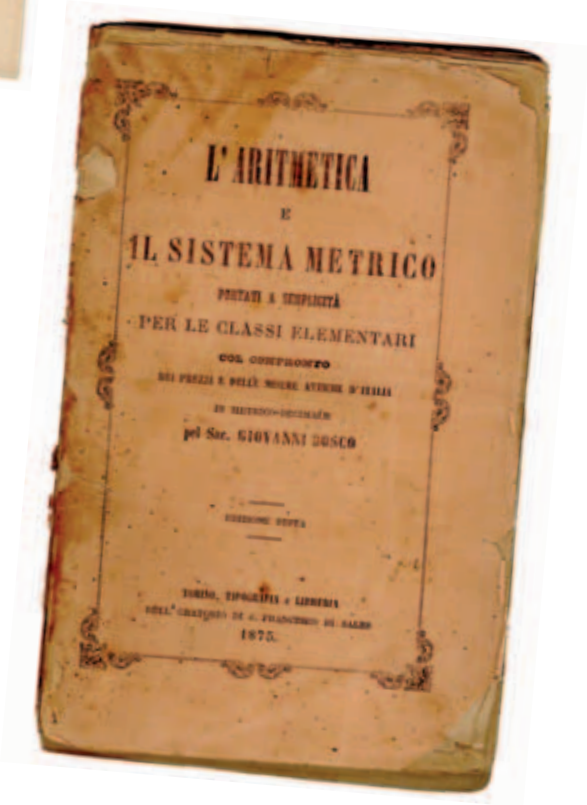 L'ARITMETICA
E
IL SISTEMA METRICO
PORTATI A SEMPLICITÀ
PER LE CLASSI ELEMENTARI
COL CONFRONTO
DEI PREZZI E DELLE MISURE ANTICHE D'ITALIA
IN METRICO-DECIMALE
pel Sac. GIOVANNI BOSCO
EDIZIONE
TORINO, TIPOGRAFIA e LIBRERIA
DELL'ORATORIO DI S. FRANCESCO DI SALES
1875.